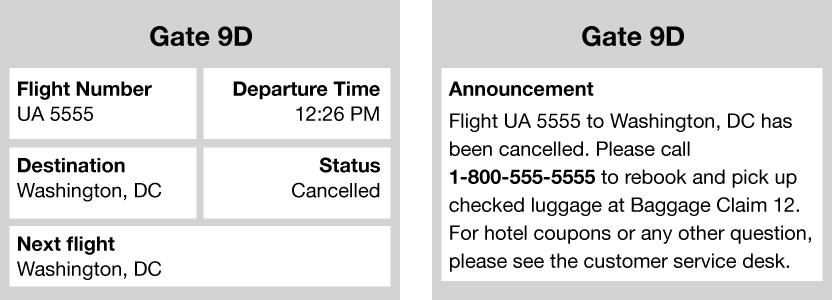 Gate 9D
Flight Number
UA 5555
Departure Time
12:26 PM
Destination
Washington, DC
Status
Cancelled
Next flight
Washington, DC
Gate 9D
Announcement
Flight UA 5555 to Washington, DC has
been cancelled. Please call
1-800-555-5555 to rebook and pick up
checked luggage at Baggage Claim 12.
For hotel coupons or any other question,
please see the customer service desk.